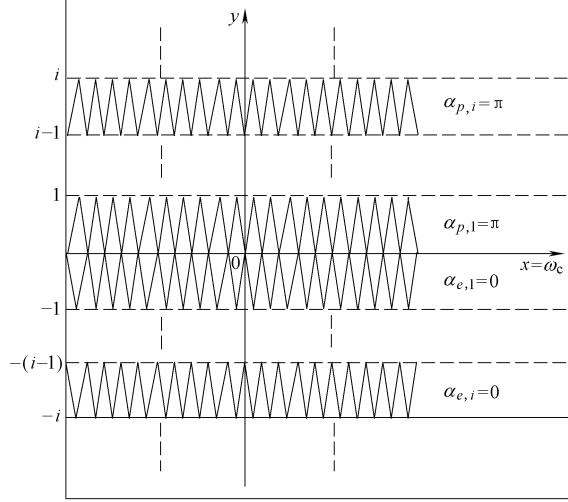 y
i
α_{p,i}=π
i−1
1
α_{p,1}=π
0
x=ω_c
α_{e,1}=0
−1
−(i−1)
α_{e,i}=0
−i